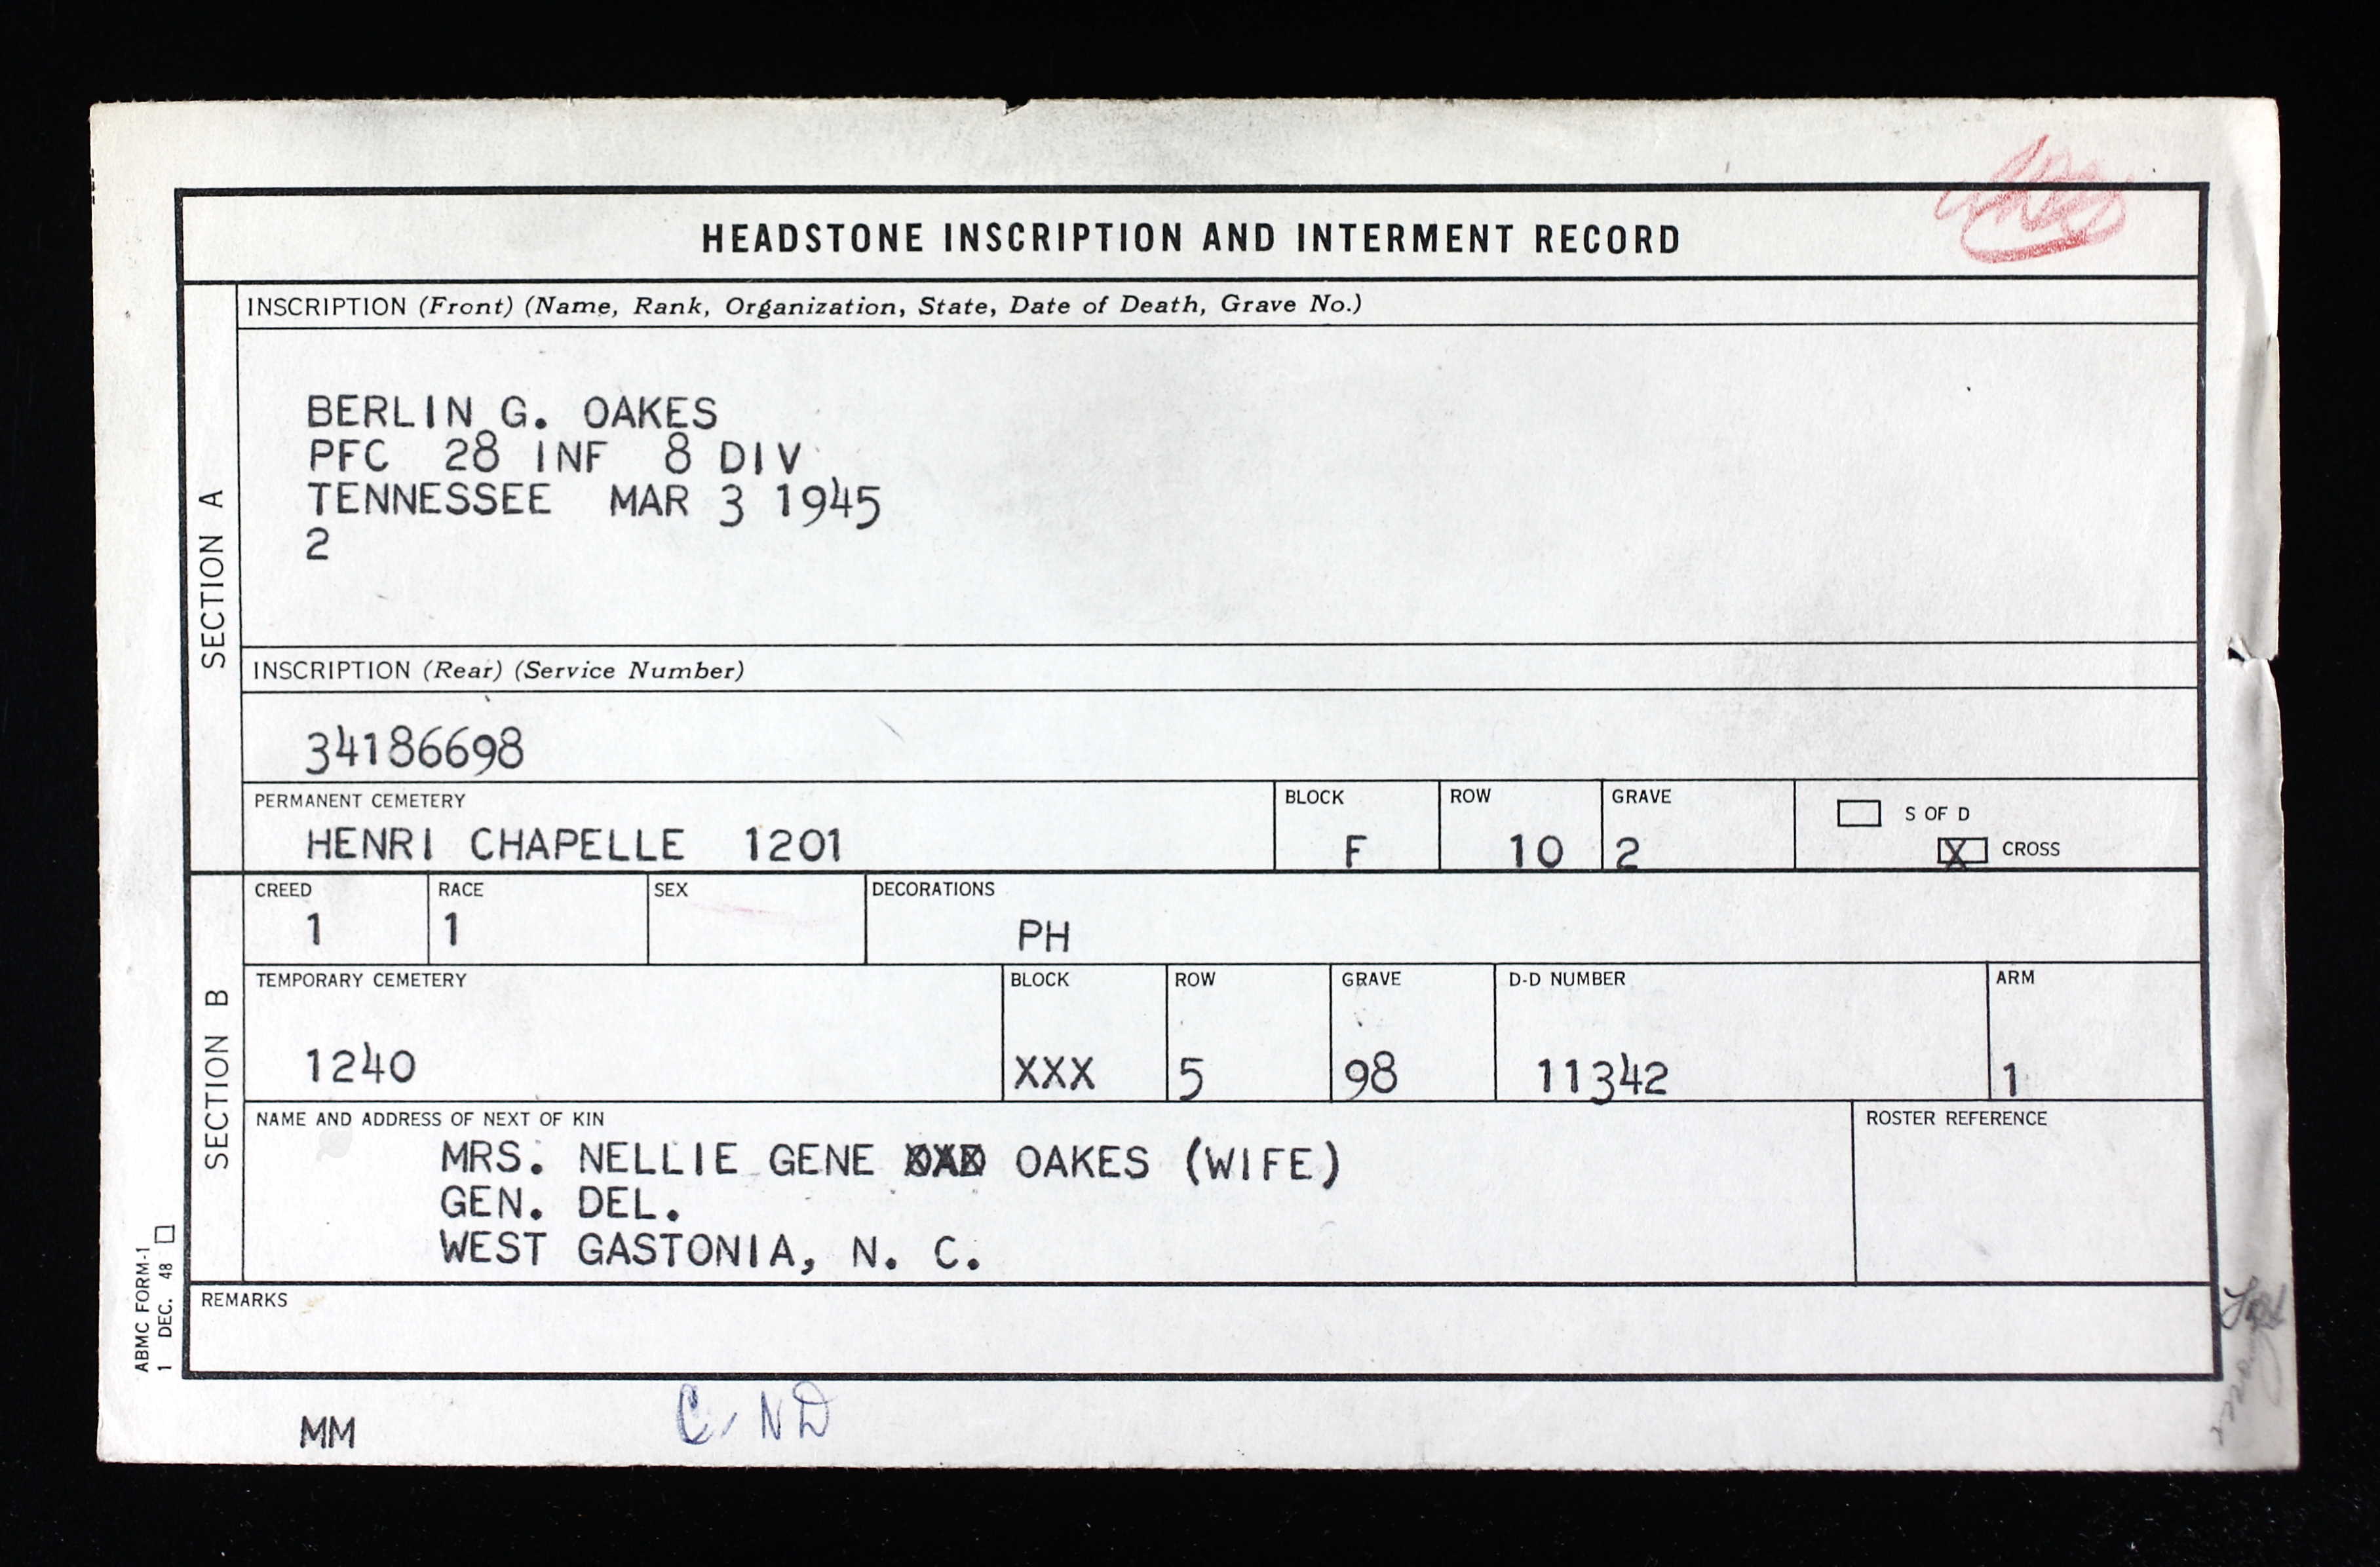 HEADSTONE INSCRIPTION AND INTERMENT RECORD
SECTION A
INSCRIPTION (Front) (Name, Rank, Organization, State, Date of Death, Grave No.)
BERLIN G. OAKES
PFC 28 INF 8 DIV
TENNESSEE MAR 3 1945
2
INSCRIPTION (Rear) (Service Number)
34186698
PERMANENT CEMETERY BLOCK ROW GRAVE S OF D
HENRI CHAPELLE 1201 F 10 2 X CROSS
SECTION B
CREED RACE SEX DECORATIONS
1 1 PH
TEMPORARY CEMETERY BLOCK ROW GRAVE D-D NUMBER ARM
1240 XXX 5 98 11342 1
NAME AND ADDRESS OF NEXT OF KIN ROSTER REFERENCE
MRS. NELLIE GENE OAKES (WIFE)
GEN. DEL.
WEST GASTONIA, N. C.
REMARKS
ABMC FORM-1
1 DEC. 48
MM C ND